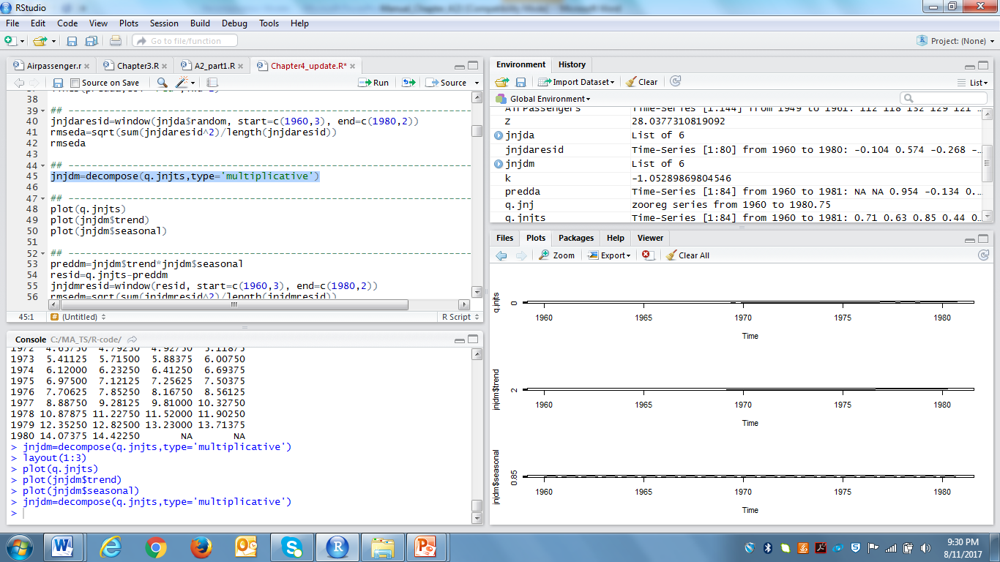 RStudio
File Edit Code View Plots Session Build Debug Tools Help
Go to file/function
Project: (None)
Airpassenger.r
Chapter3.R
A2_part1.R
Chapter4_update.R*
Source on Save
Run
Source
38
39 ## ----------------------------------------------------------------------
40 jnjdaresid=window(jnjda$random, start=c(1960,3), end=c(1980,2))
41 rmseda=sqrt(sum(jnjdaresid^2)/length(jnjdaresid))
42 rmseda
43
44 ## ----------------------------------------------------------------------
45 jnjdm=decompose(q.jnjts,type='multiplicative')
46
47 ## ----------------------------------------------------------------------
48 plot(q.jnjts)
49 plot(jnjdm$trend)
50 plot(jnjdm$seasonal)
51
52 ## ----------------------------------------------------------------------
53 preddm=jnjdm$trend*jnjdm$seasonal
54 resid=q.jnjts-preddm
55 jnjdmresid=window(resid, start=c(1960,3), end=c(1980,2))
56 rmsedm=sqrt(sum(jnjdmresid^2)/length(jnjdmresid))
45:1 # (Untitled) R Script
Console C:/MA_TS/R-code/
1972 4.63750 4.79250 4.92750 5.11875
1973 5.41125 5.71500 5.88375 6.00750
1974 6.12000 6.23250 6.41250 6.69375
1975 6.97500 7.12125 7.25625 7.50375
1976 7.70625 7.85250 8.16750 8.56125
1977 8.88750 9.28125 9.81000 10.32750
1978 10.87875 11.22750 11.52000 11.90250
1979 12.35250 12.82500 13.23000 13.71375
1980 14.07375 14.42250 NA NA
> jnjdm=decompose(q.jnjts,type='multiplicative')
> layout(1:3)
> plot(q.jnjts)
> plot(jnjdm$trend)
> plot(jnjdm$seasonal)
> jnjdm=decompose(q.jnjts,type='multiplicative')
>
Environment History
Import Dataset Clear List
Global Environment
AirPassengers Time-Series [1:144] from 1949 to 1961: 112 118 132 129 121 …
Z 28.0377310819092
jnjda List of 6
jnjdaresid Time-Series [1:80] from 1960 to 1980: -0.104 0.574 -0.268 -…
jnjdm List of 6
k -1.05289869804546
predda Time-Series [1:84] from 1960 to 1981: NA NA 0.954 -0.134 0…
q.jnj zooreg series from 1960 to 1980.75
q.jnjts Time-Series [1:84] from 1960 to 1981: 0.71 0.63 0.85 0.44 0…
Files Plots Packages Help Viewer
Zoom Export Clear All
q.jnjts
0
1960 1965 1970 1975 1980
Time
jnjdm$trend
2
1960 1965 1970 1975 1980
Time
jnjdm$seasonal
0.85
1960 1965 1970 1975 1980
Time
9:30 PM
8/11/2017